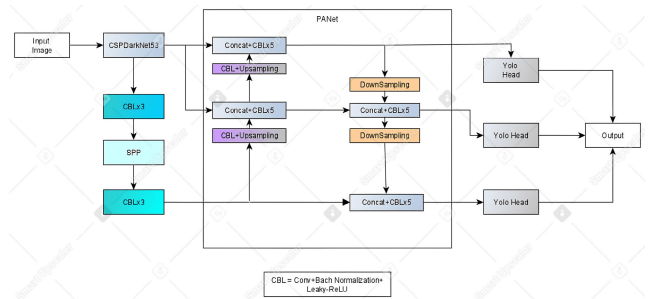 PANet
Input
Image
CSPDarkNet53
Concat+CBLx5
CBL+Upsampling
Yolo
Head
DownSampling
CBLx3
Concat+CBLx5
Concat+CBLx5
CBL+Upsampling
DownSampling
Yolo Head
Output
SPP
CBLx3
Concat+CBLx5
Yolo Head
CBL = Conv+Bach Normalization+
Leaky-ReLU